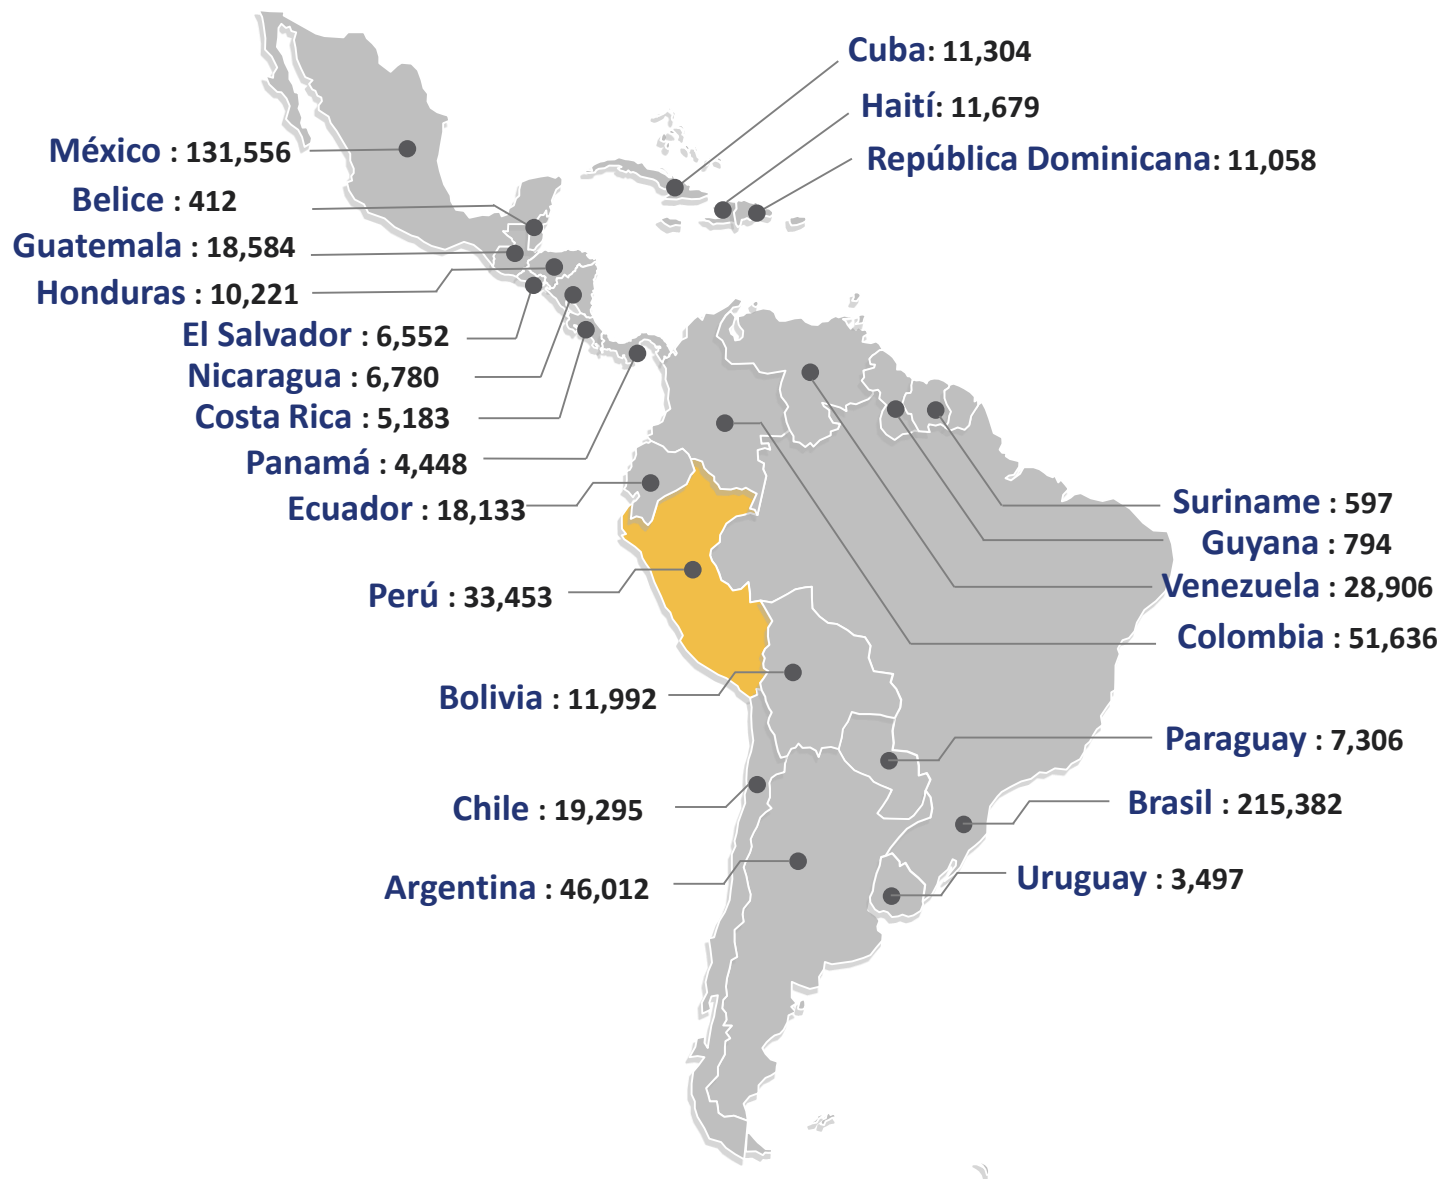 Cuba: 11,304
Haití: 11,679
República Dominicana: 11,058
México : 131,556
Belice : 412
Guatemala : 18,584
Honduras : 10,221
El Salvador : 6,552
Nicaragua : 6,780
Costa Rica : 5,183
Panamá : 4,448
Ecuador : 18,133
Perú : 33,453
Bolivia : 11,992
Chile : 19,295
Argentina : 46,012
Suriname : 597
Guyana : 794
Venezuela : 28,906
Colombia : 51,636
Paraguay : 7,306
Brasil : 215,382
Uruguay : 3,497